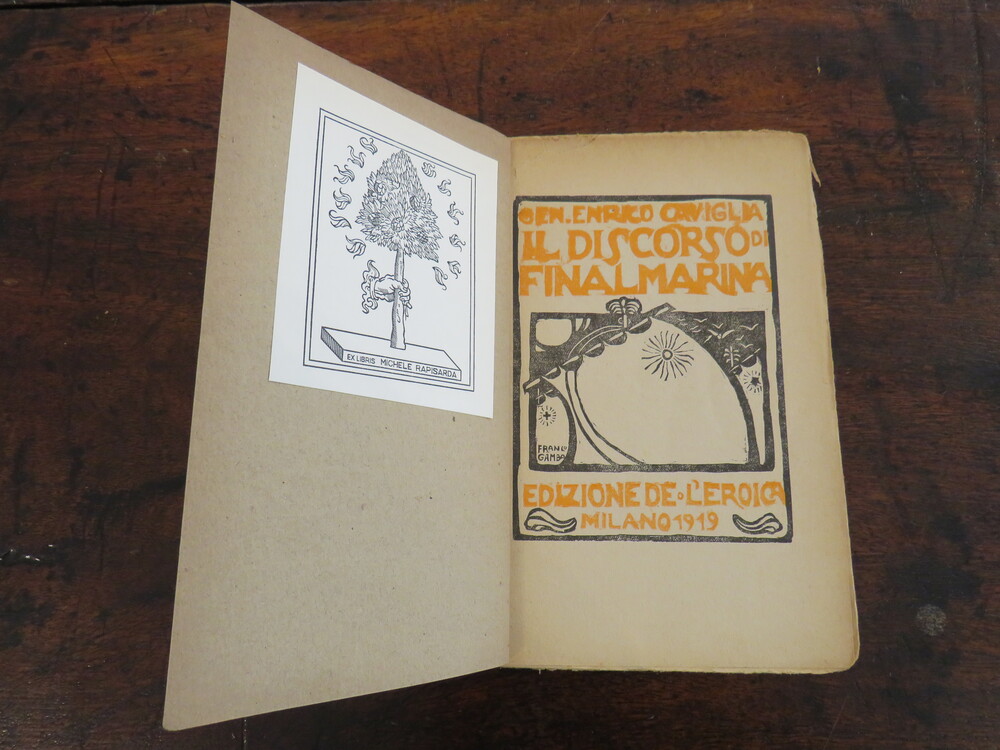 EX LIBRIS MICHELE RAPISARDA
GEN. ENRICO CAVIGLIA
IL DISCORSO DI
FINALMARINA
FRANCº
GAMBA
EDIZIONE DE L'EROICA
MILANO 1919